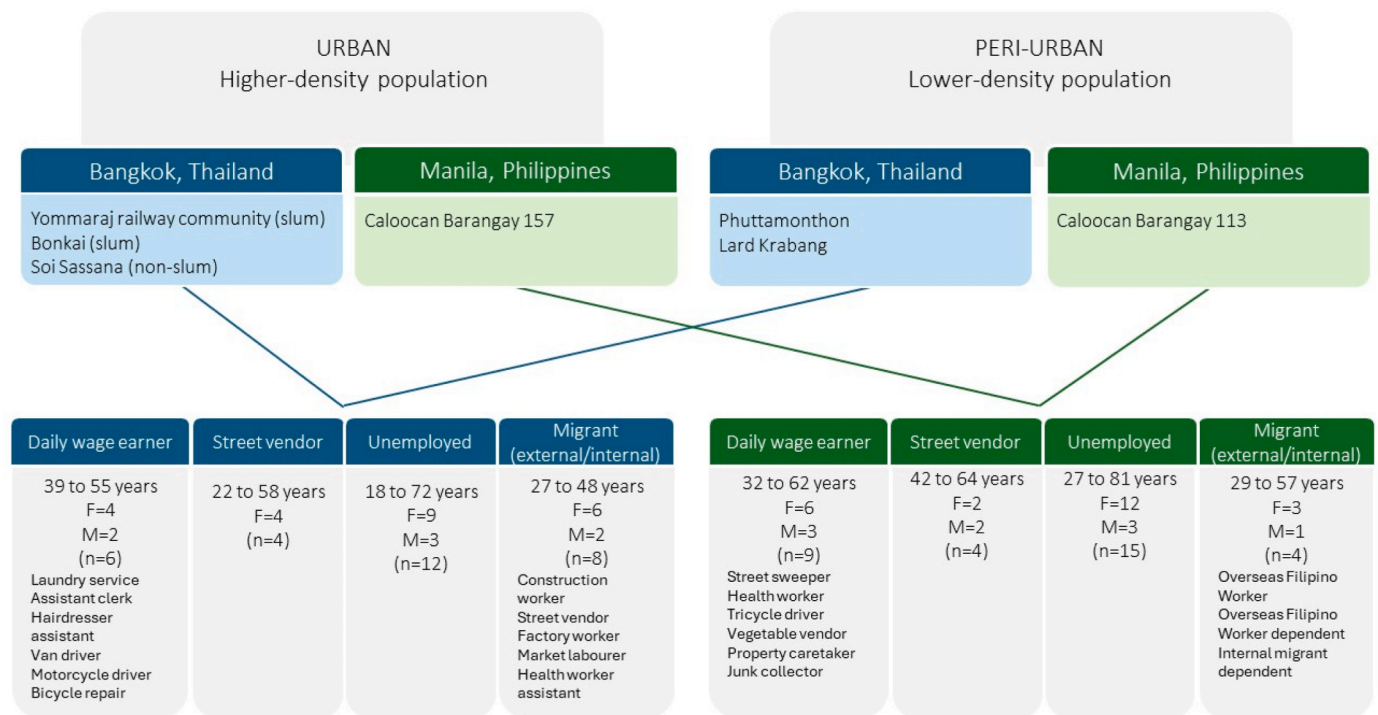 URBAN
Higher-density population
PERI-URBAN
Lower-density population
Bangkok, Thailand
Yommaraj railway community (slum)
Bonkai (slum)
Soi Sassana (non-slum)
Manila, Philippines
Caloocan Barangay 157
Bangkok, Thailand
Phuttamonthon
Lard Krabang
Manila, Philippines
Caloocan Barangay 113
Daily wage earner
39 to 55 years
F=4
M=2
(n=6)
Laundry service
Assistant clerk
Hairdresser
assistant
Van driver
Motorcycle driver
Bicycle repair
Street vendor
22 to 58 years
F=4
(n=4)
Unemployed
18 to 72 years
F=9
M=3
(n=12)
Migrant
(external/internal)
27 to 48 years
F=6
M=2
(n=8)
Construction
worker
Street vendor
Factory worker
Market labourer
Health worker
assistant
Daily wage earner
32 to 62 years
F=6
M=3
(n=9)
Street sweeper
Health worker
Tricycle driver
Vegetable vendor
Property caretaker
Junk collector
Street vendor
42 to 64 years
F=2
M=2
(n=4)
Unemployed
27 to 81 years
F=12
M=3
(n=15)
Migrant
(external/internal)
29 to 57 years
F=3
M=1
(n=4)
Overseas Filipino
Worker
Overseas Filipino
Worker dependent
Internal migrant
dependent